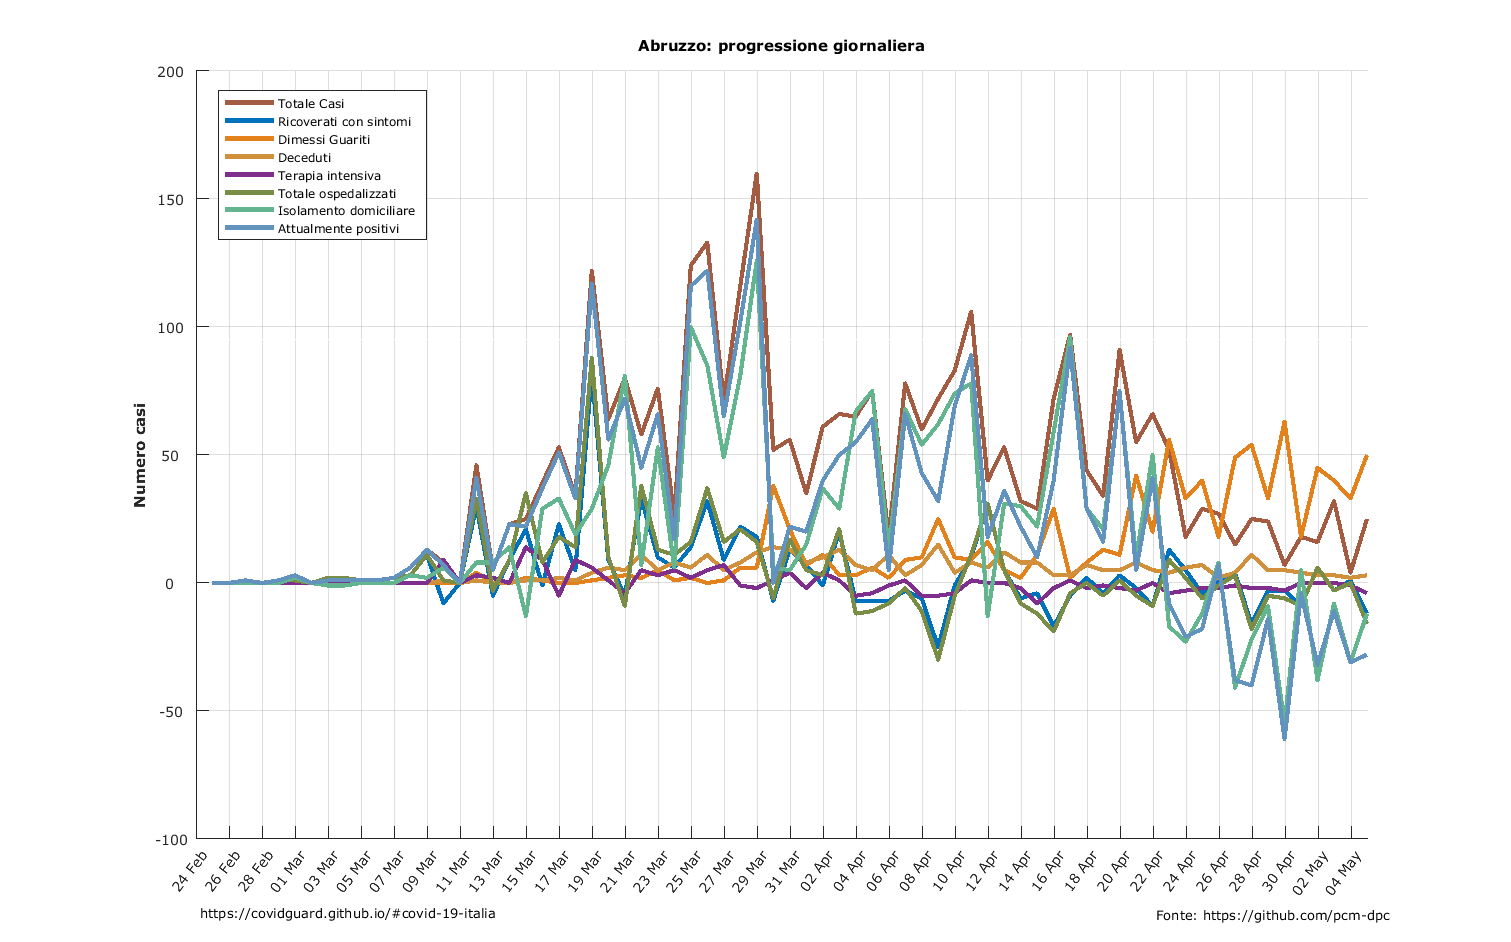 Abruzzo: progressione giornaliera
200
150
100
50
0
-50
-100
Numero casi
Totale Casi
Ricoverati con sintomi
Dimessi Guariti
Deceduti
Terapia intensiva
Totale ospedalizzati
Isolamento domiciliare
Attualmente positivi
24 Feb
26 Feb
28 Feb
01 Mar
03 Mar
05 Mar
07 Mar
09 Mar
11 Mar
13 Mar
15 Mar
17 Mar
19 Mar
21 Mar
23 Mar
25 Mar
27 Mar
29 Mar
31 Mar
02 Apr
04 Apr
06 Apr
08 Apr
10 Apr
12 Apr
14 Apr
16 Apr
18 Apr
20 Apr
22 Apr
24 Apr
26 Apr
28 Apr
30 Apr
02 May
04 May
https://covidguard.github.io/#covid-19-italia
Fonte: https://github.com/pcm-dpc